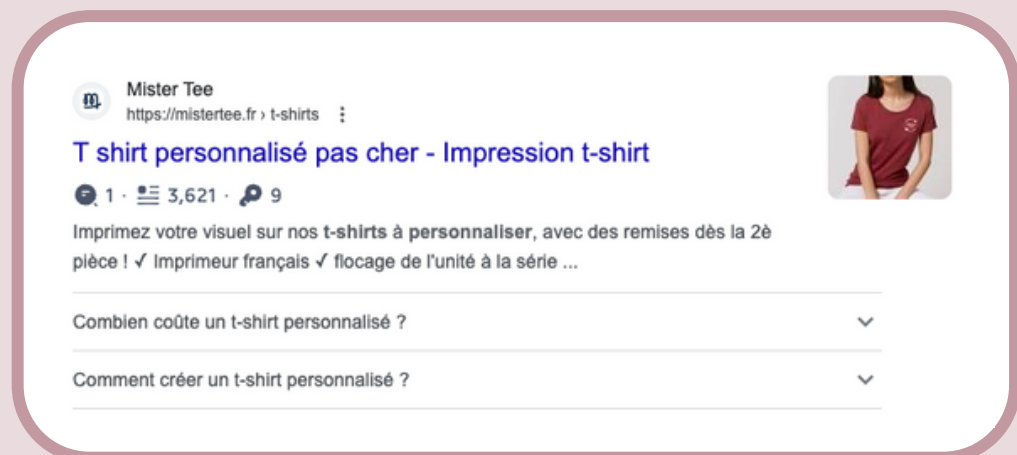 Mister Tee
https://mistertee.fr › t-shirts
T shirt personnalisé pas cher - Impression t-shirt
1 · 3,621 · 9
Imprimez votre visuel sur nos t-shirts à personnaliser, avec des remises dès la 2è
pièce ! ✓ Imprimeur français ✓ flocage de l'unité à la série ...
Combien coûte un t-shirt personnalisé ?
Comment créer un t-shirt personnalisé ?